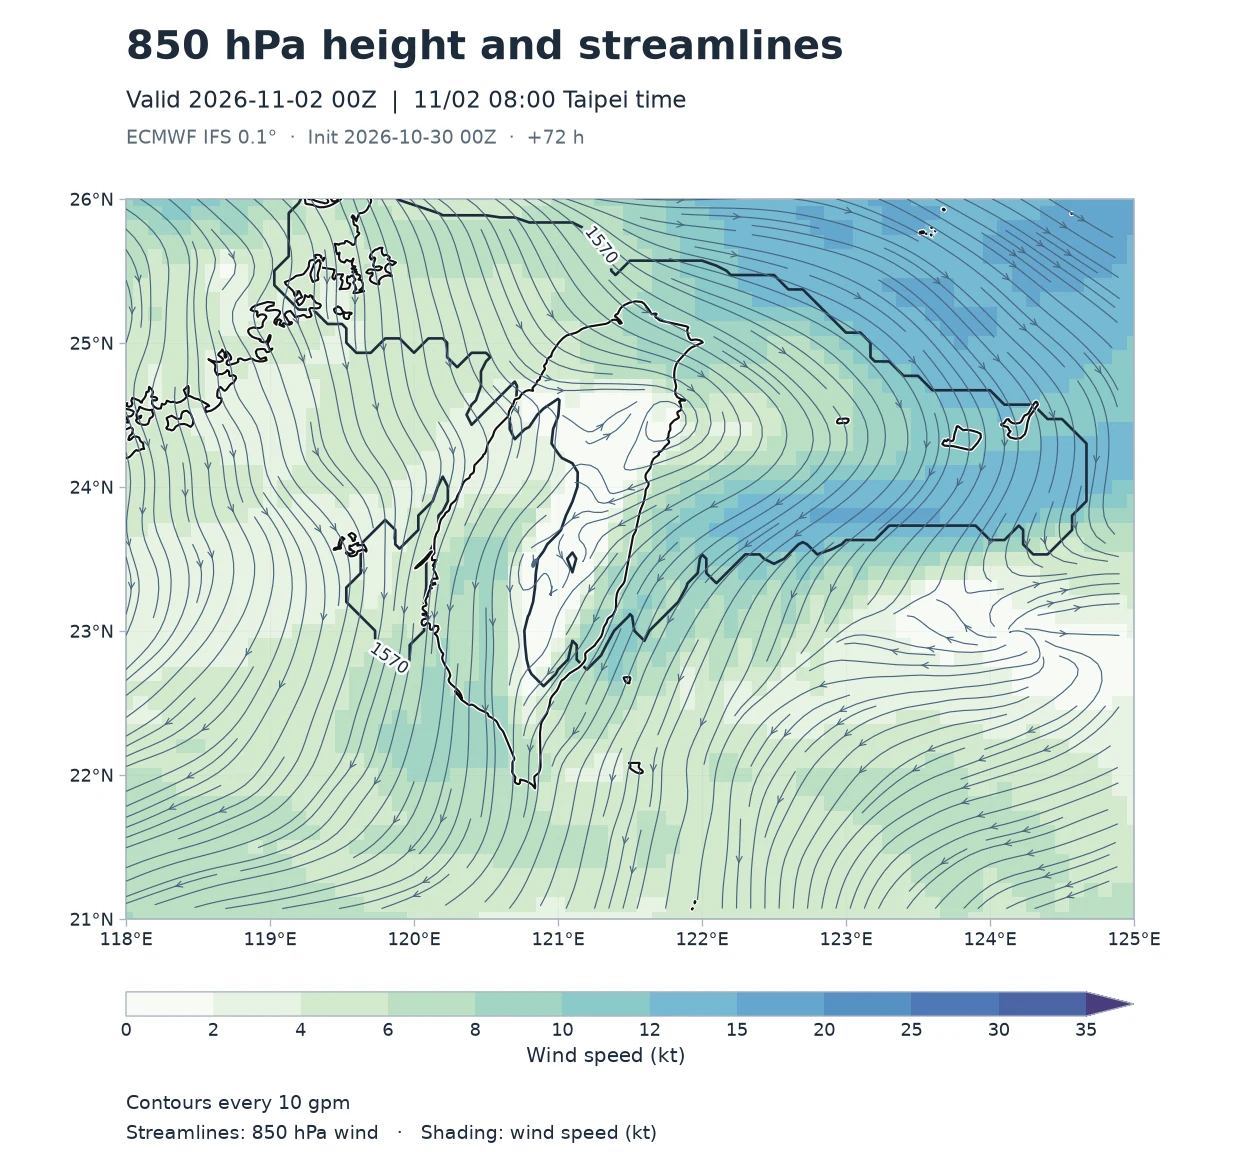 850 hPa height and streamlines
Valid 2026-11-02 00Z | 11/02 08:00 Taipei time
ECMWF IFS 0.1° · Init 2026-10-30 00Z · +72 h
26°N
25°N
24°N
23°N
22°N
21°N
1570
1570
118°E 119°E 120°E 121°E 122°E 123°E 124°E 125°E
0 2 4 6 8 10 12 15 20 25 30 35
Wind speed (kt)
Contours every 10 gpm
Streamlines: 850 hPa wind · Shading: wind speed (kt)